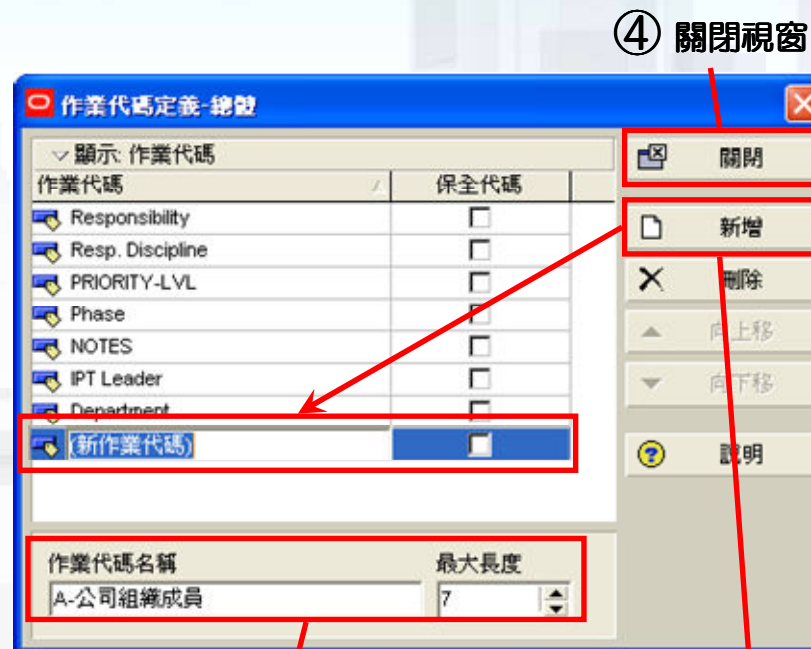 ④ 關閉視窗
作業代碼定義-總體
顯示: 作業代碼
作業代碼 保全代碼
Responsibility
Resp. Discipline
PRIORITY-LVL
Phase
NOTES
IPT Leader
Department
(新作業代碼)
關閉
新增
刪除
向上移
向下移
說明
作業代碼名稱 最大長度
A-公司組織成員 7